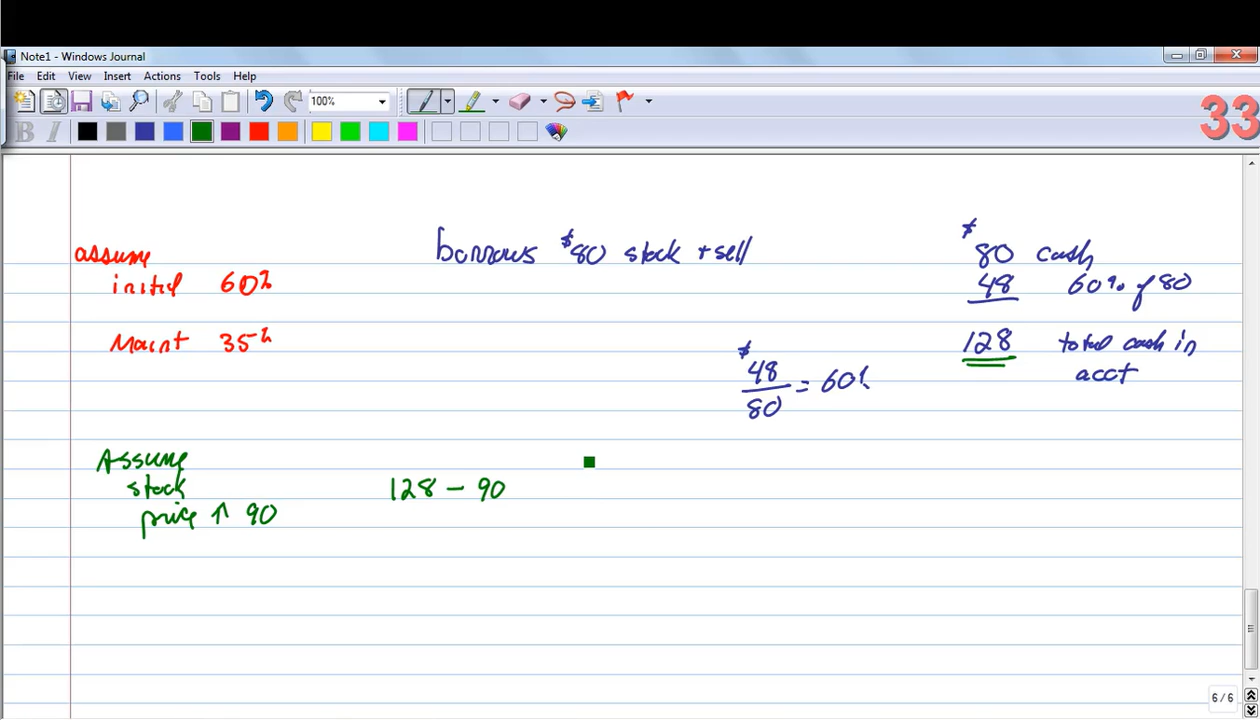 Note1 - Windows Journal
File Edit View Insert Actions Tools Help
100%
B I
33
assume
initial 60%
Maint 35%
borrows $80 stock + sell
$
80 cash
48 60% of 80
128 total cash in
acct
$48
80 = 60%
Assume
stock
price ↑ 90
128 - 90
6 / 6